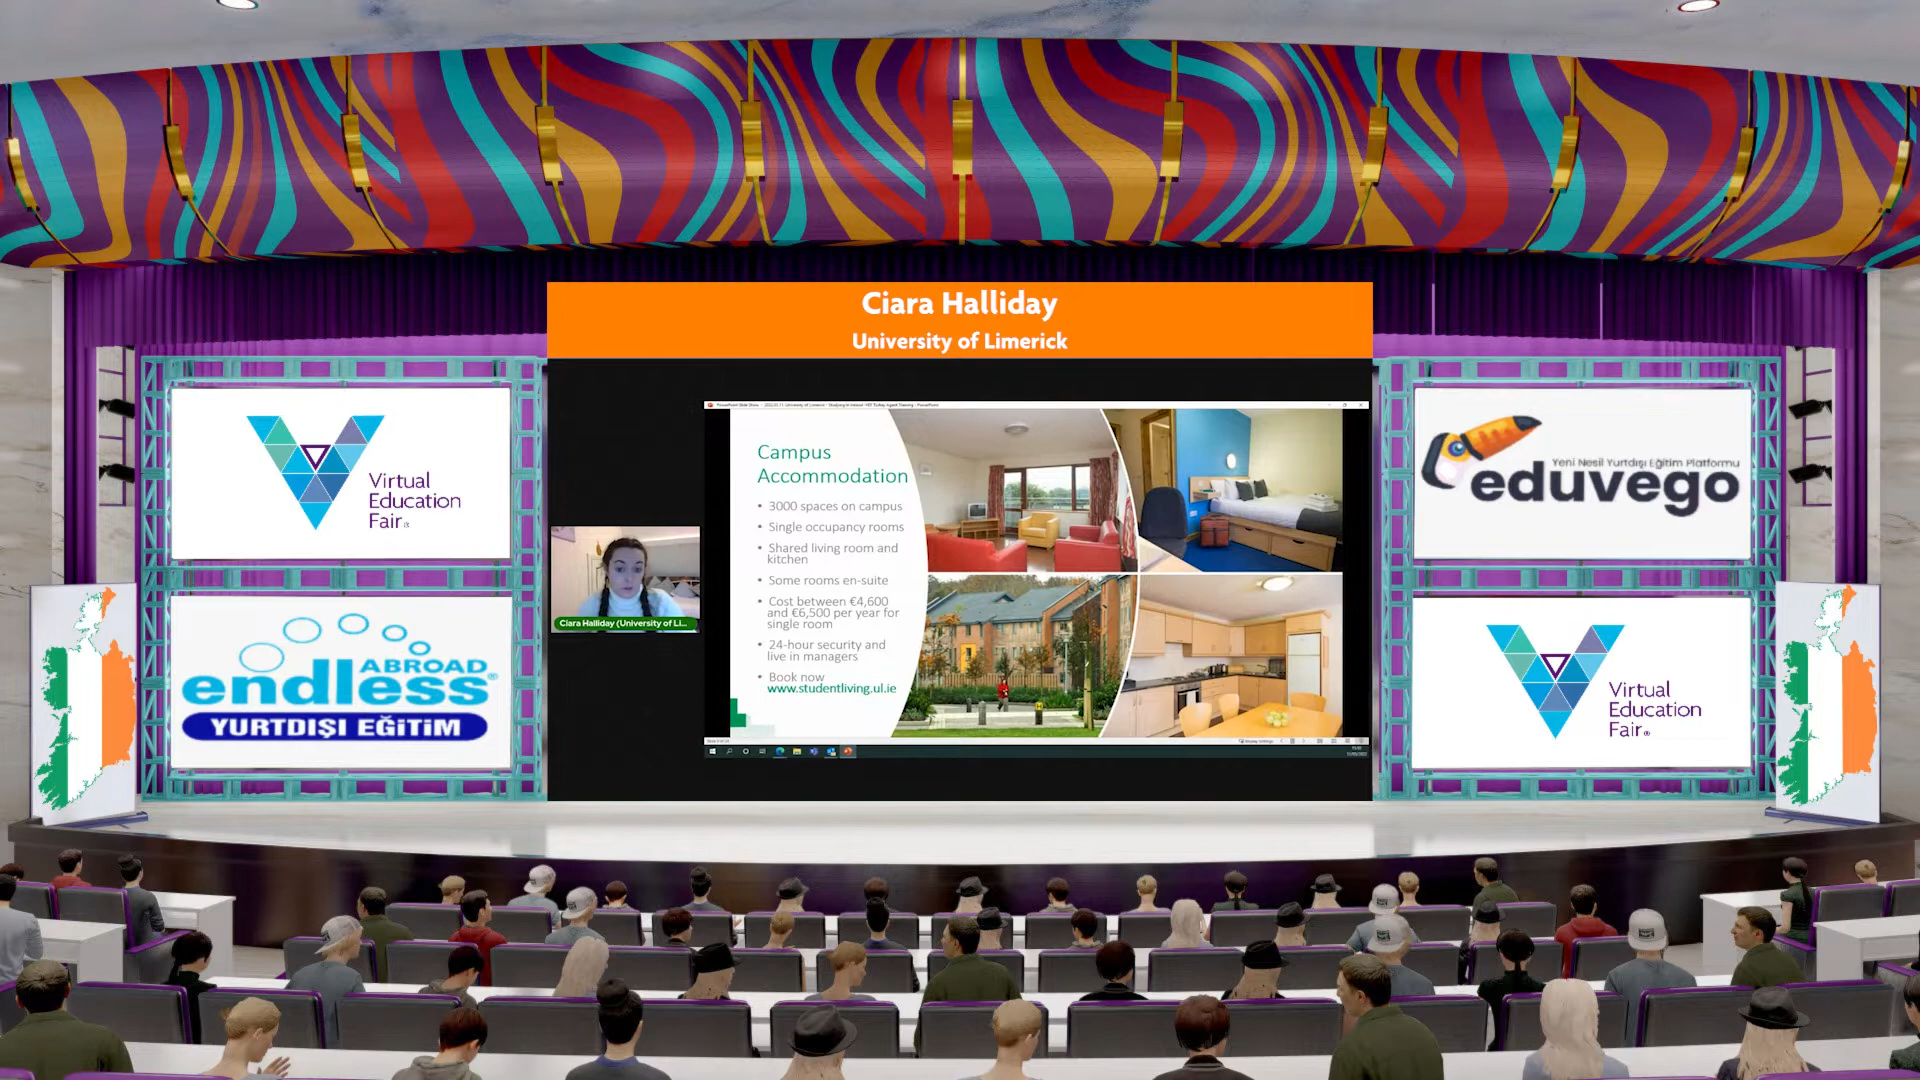 Ciara Halliday
University of Limerick
Virtual
Education
Fair
ABROAD
endless®
YURTDIŞI EĞİTİM
Ciara Halliday (University of Li...
Campus
Accommodation
• 3000 spaces on campus
• Single occupancy rooms
• Shared living room and
kitchen
• Some rooms en-suite
• Cost between €4,600
and €6,500 per year for
single room
• 24-hour security and
live in managers
• Book now
www.studentliving.ul.ie
Yeni Nesil Yurtdışı Eğitim Platformu
eduvego
Virtual
Education
Fair®